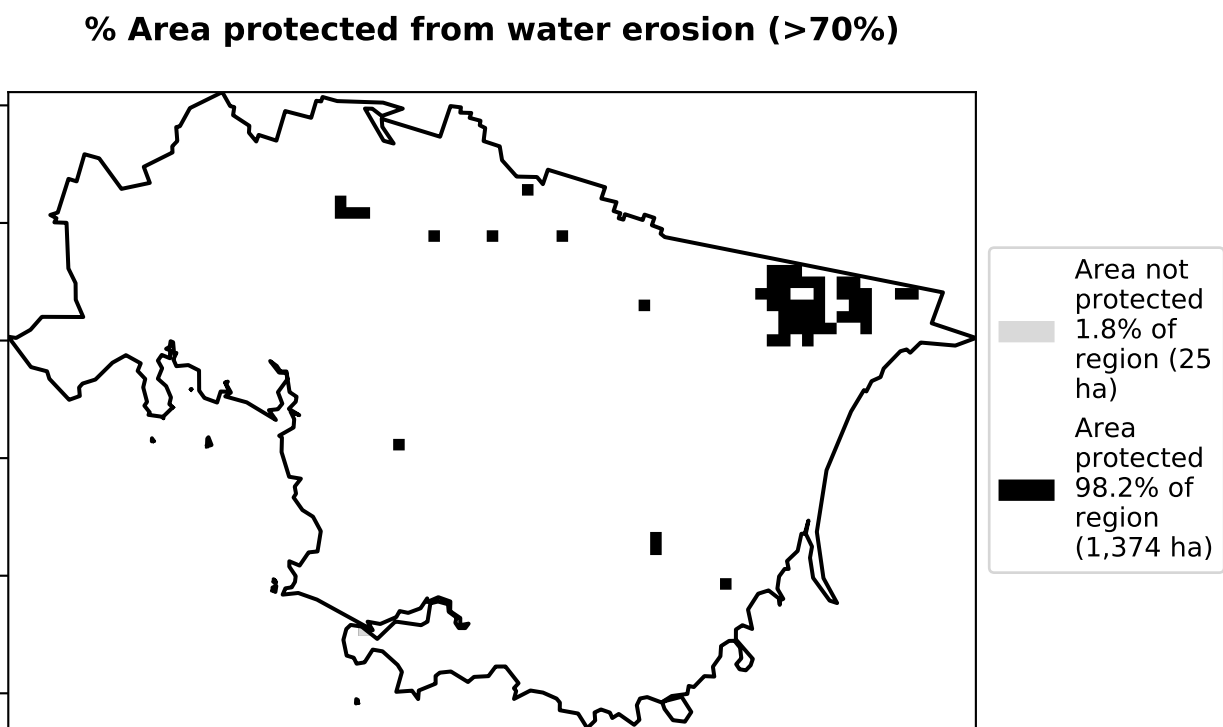 % Area protected from water erosion (>70%)
Area not
protected
1.8% of
region (25
ha)
Area
protected
98.2% of
region
(1,374 ha)